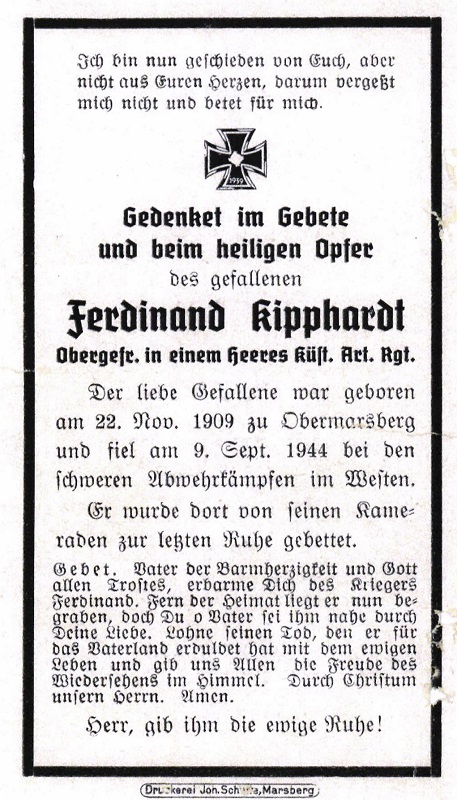 Ich bin nun geschieden von Euch, aber
nicht aus Euren Herzen, darum vergeßt
mich nicht und betet für mich.
1939
Gedenket im Gebete
und beim heiligen Opfer
des gefallenen
Ferdinand Kipphardt
Obergefr. in einem Heeres Küst. Art. Rgt.
Der liebe Gefallene war geboren
am 22. Nov. 1909 zu Obermarsberg
und fiel am 9. Sept. 1944 bei den
schweren Abwehrkämpfen im Westen.
Er wurde dort von seinen Kame-
raden zur letzten Ruhe gebettet.
Gebet. Vater der Barmherzigkeit und Gott
allen Trostes, erbarme Dich des Kriegers
Ferdinand. Fern der Heimat liegt er nun be-
graben, doch Du o Vater sei ihm nahe durch
Deine Liebe. Lohne seinen Tod, den er für
das Vaterland erduldet hat mit dem ewigen
Leben und gib uns Allen die Freude des
Wiedersehens im Himmel. Durch Christum
unsern Herrn. Amen.
Herr, gib ihm die ewige Ruhe!
Druckerei Joh. Marsberg